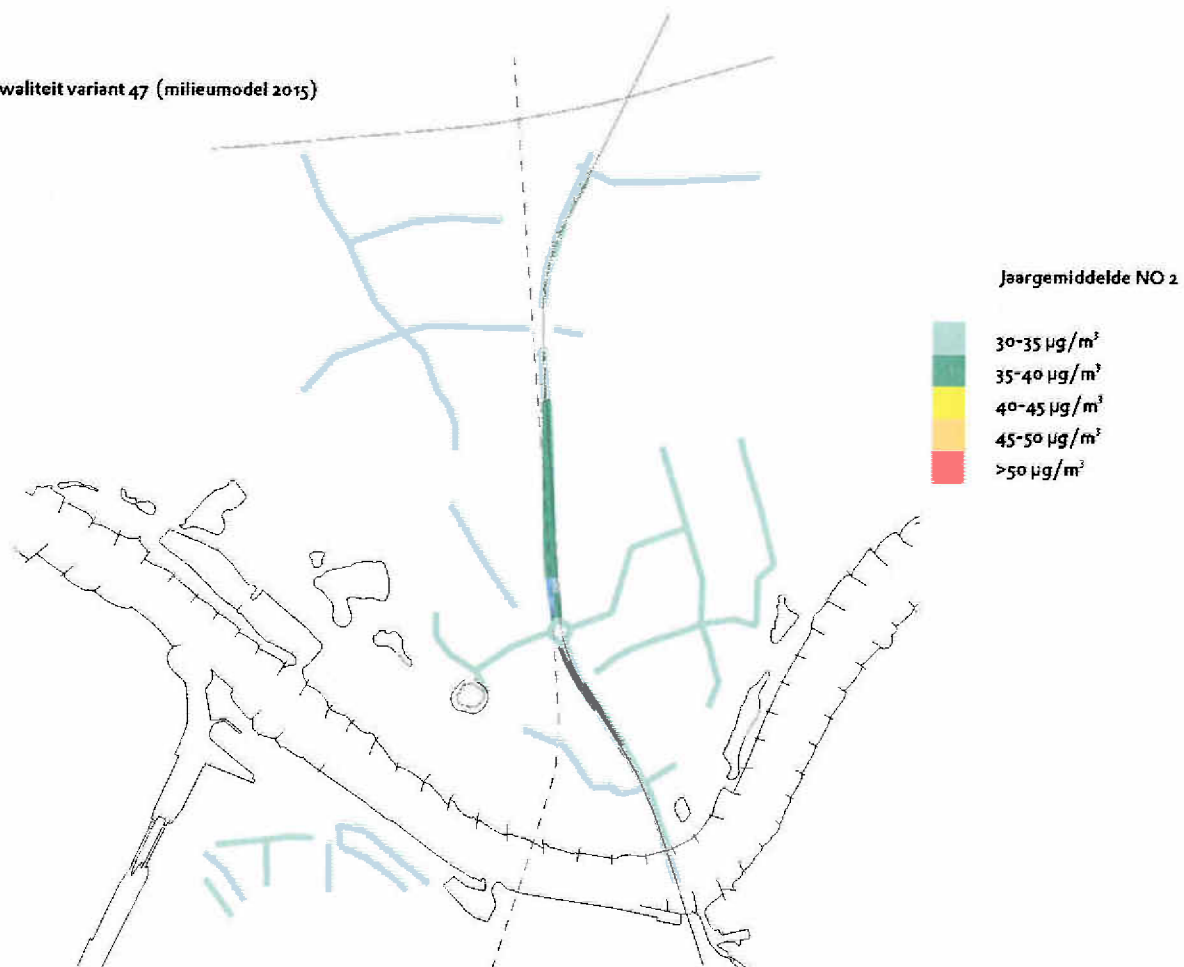 waliteit variant 47 (milieumodel 2015)
Jaargemiddelde NO 2
30-35 µg/m³
35-40 µg/m³
40-45 µg/m³
45-50 µg/m³
>50 µg/m³